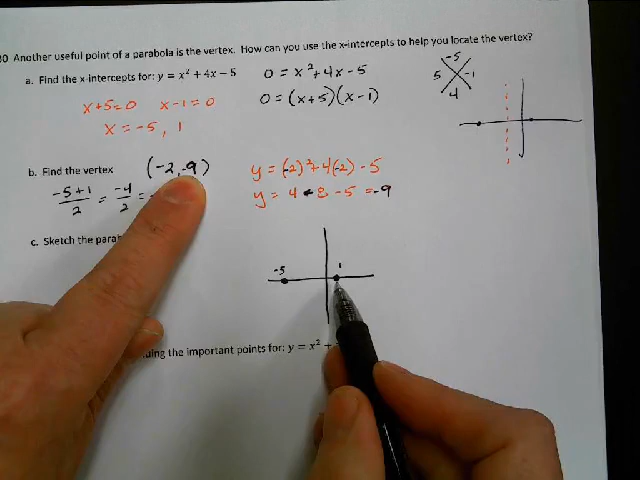 30 Another useful point of a parabola is the vertex. How can you use the x-intercepts to help you locate the vertex?
a. Find the x-intercepts for: y = x² + 4x − 5
0 = x² + 4x − 5
0 = (x+5)(x−1)
x+5=0 x−1=0
x = −5, 1
-5
5 -1
4
b. Find the vertex (−2, −9)
−5+1/2 = −4/2 =
y = (-2)² + 4(-2) − 5
y = 4 − 8 − 5 = −9
c. Sketch the
-5 1
the important points for: y = x² +